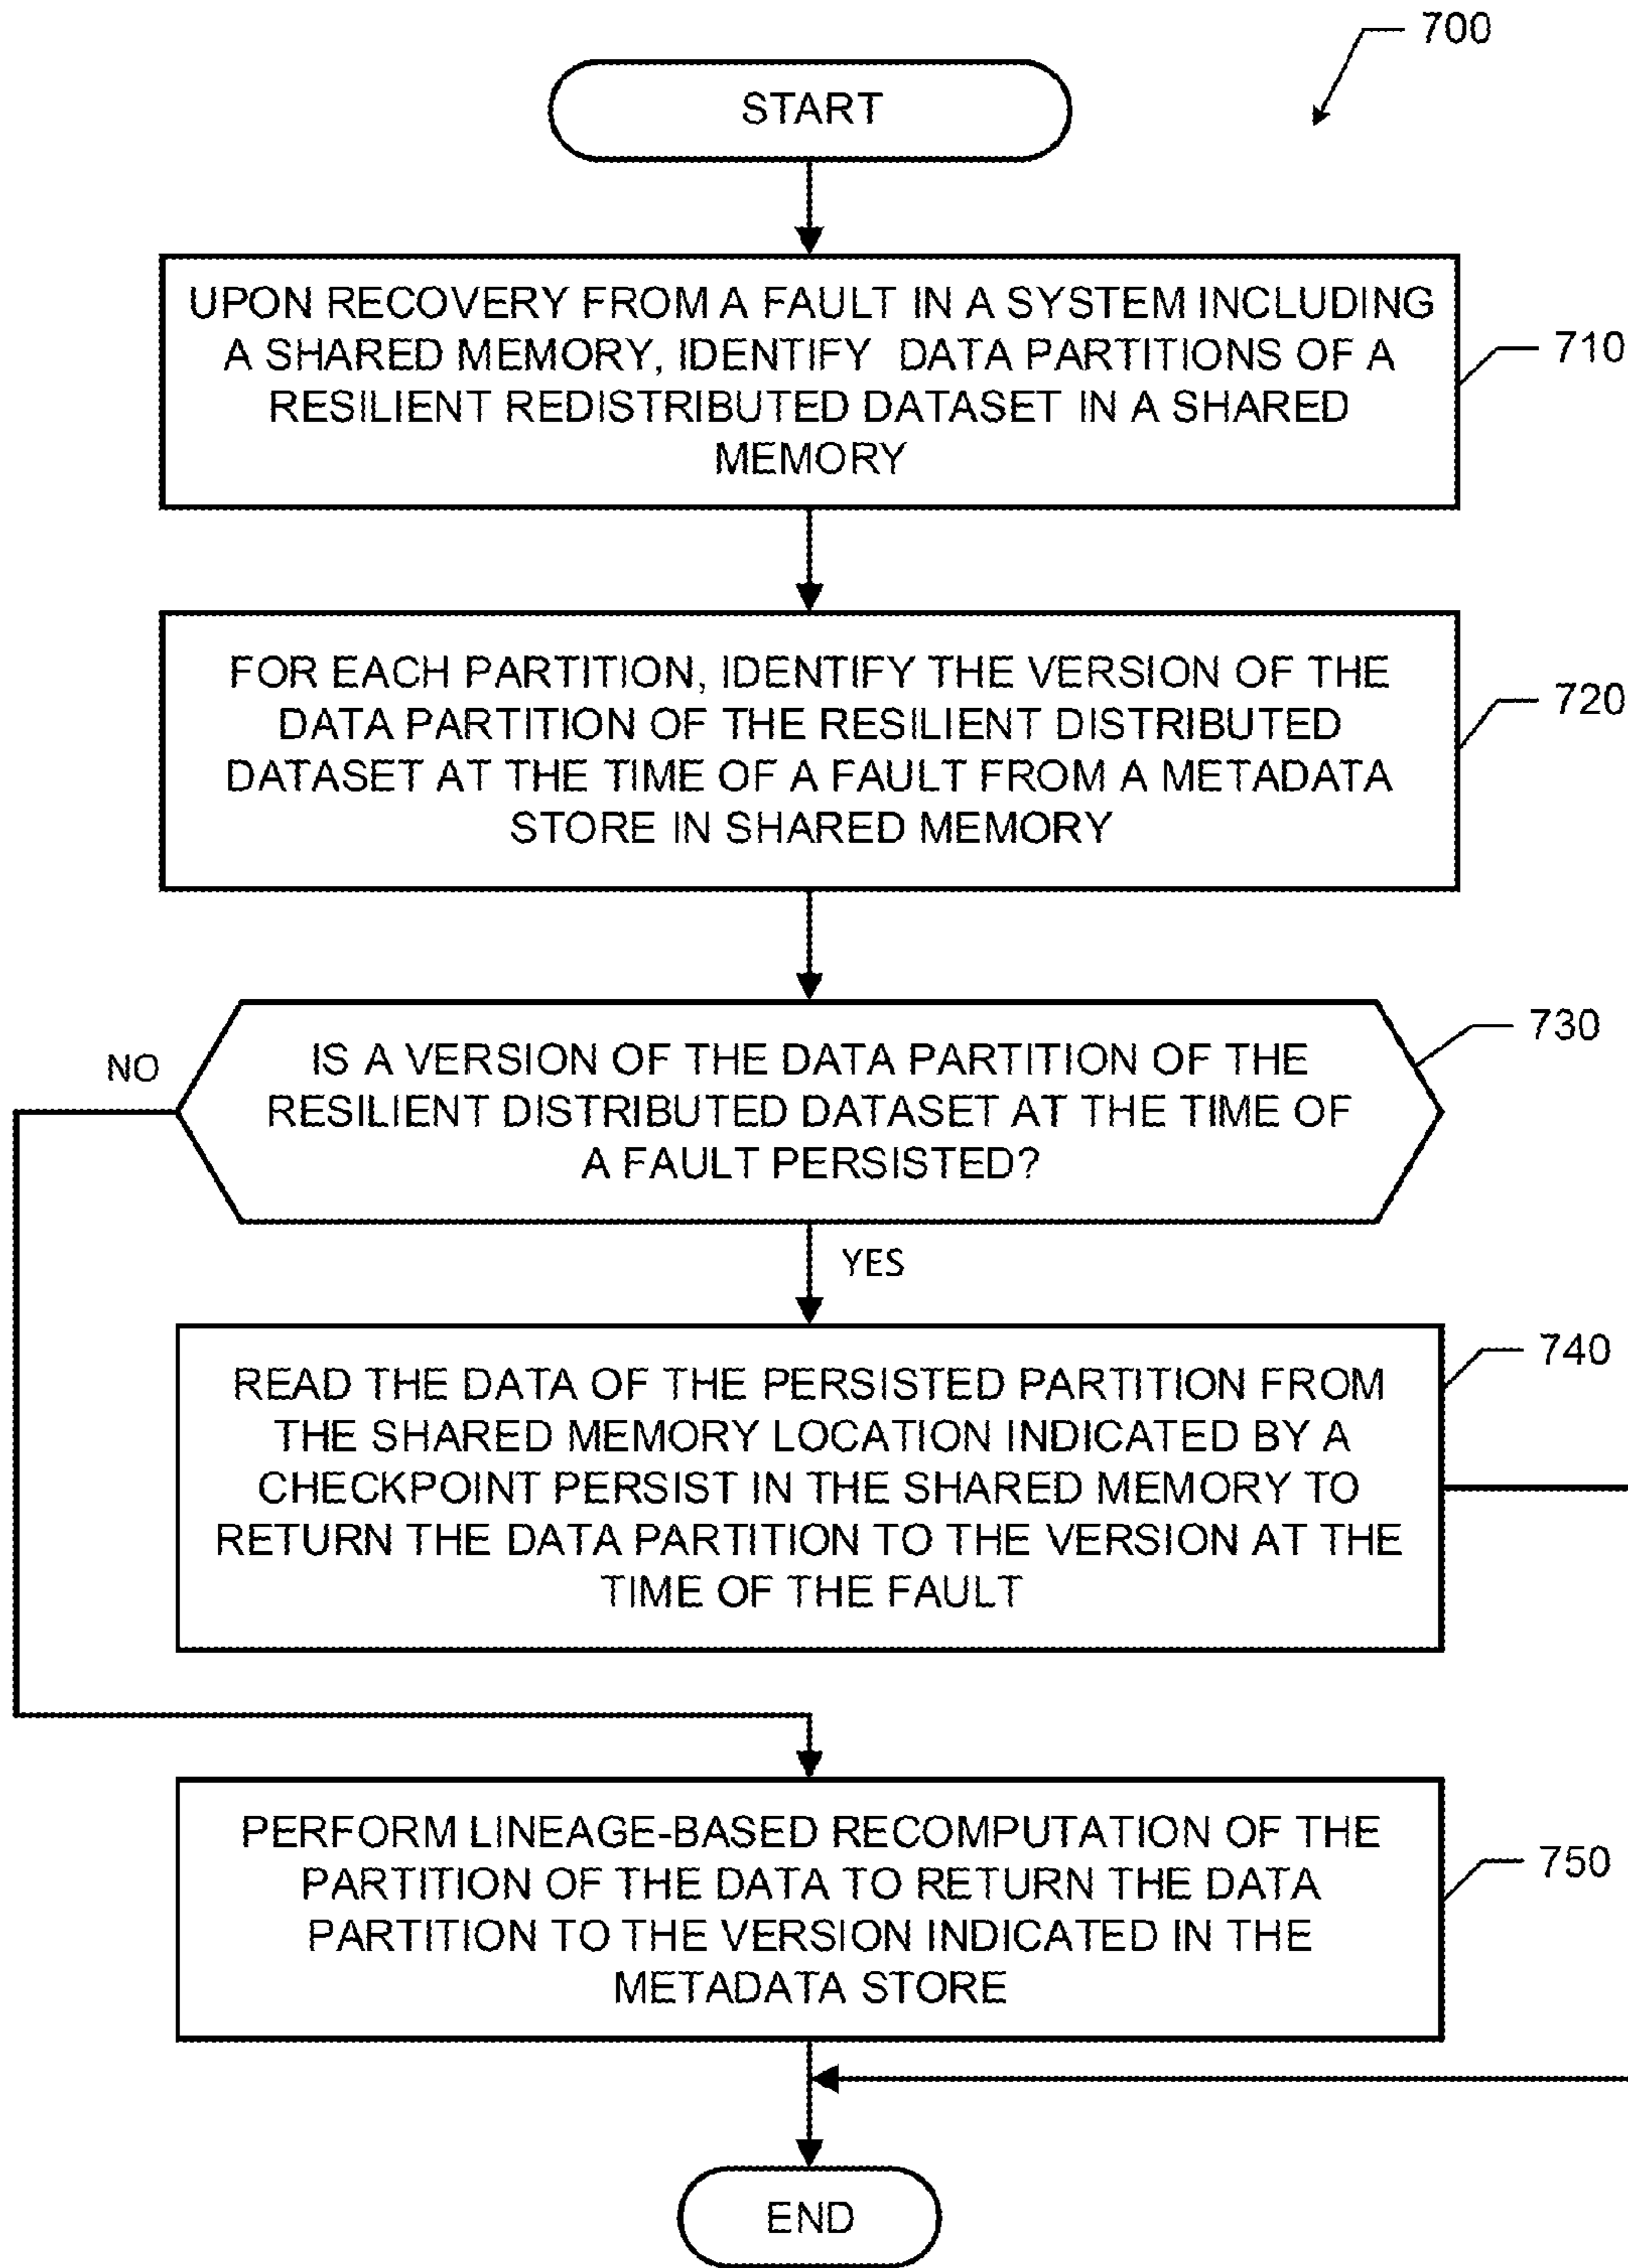 700
START
UPON RECOVERY FROM A FAULT IN A SYSTEM INCLUDING
A SHARED MEMORY, IDENTIFY DATA PARTITIONS OF A
RESILIENT REDISTRIBUTED DATASET IN A SHARED
MEMORY
710
FOR EACH PARTITION, IDENTIFY THE VERSION OF THE
DATA PARTITION OF THE RESILIENT DISTRIBUTED
DATASET AT THE TIME OF A FAULT FROM A METADATA
STORE IN SHARED MEMORY
720
IS A VERSION OF THE DATA PARTITION OF THE
RESILIENT DISTRIBUTED DATASET AT THE TIME OF
A FAULT PERSISTED?
730
NO
YES
READ THE DATA OF THE PERSISTED PARTITION FROM
THE SHARED MEMORY LOCATION INDICATED BY A
CHECKPOINT PERSIST IN THE SHARED MEMORY TO
RETURN THE DATA PARTITION TO THE VERSION AT THE
TIME OF THE FAULT
740
PERFORM LINEAGE-BASED RECOMPUTATION OF THE
PARTITION OF THE DATA TO RETURN THE DATA
PARTITION TO THE VERSION INDICATED IN THE
METADATA STORE
750
END